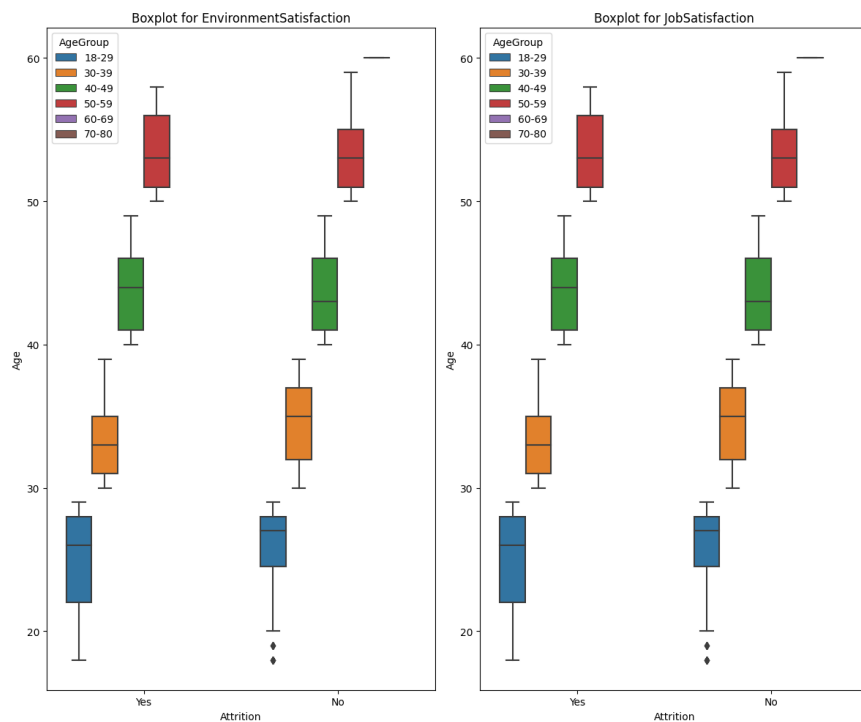 Boxplot for EnvironmentSatisfaction
AgeGroup
18-29
30-39
40-49
50-59
60-69
70-80
60
50
40
30
20
Age
Yes
No
Attrition
Boxplot for JobSatisfaction
AgeGroup
18-29
30-39
40-49
50-59
60-69
70-80
60
50
40
30
20
Age
Yes
No
Attrition